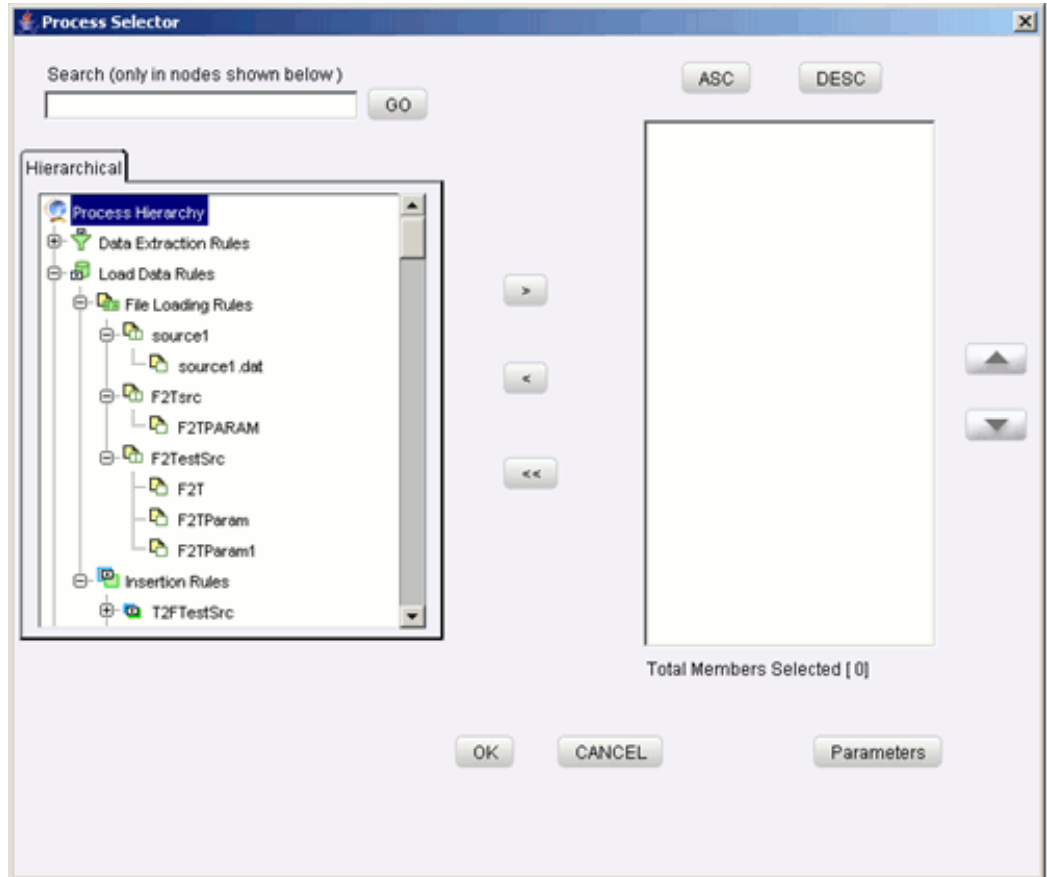 Process Selector
Search (only in nodes shown below)
GO
ASC
DESC
Hierarchical
Process Hierarchy
Data Extraction Rules
Load Data Rules
File Loading Rules
source1
source1.dat
F2Tsrc
F2TPARAM
F2TestSrc
F2T
F2TParam
F2TParam1
Insertion Rules
T2FTestSrc
>
<
<<
Total Members Selected [ 0]
OK
CANCEL
Parameters